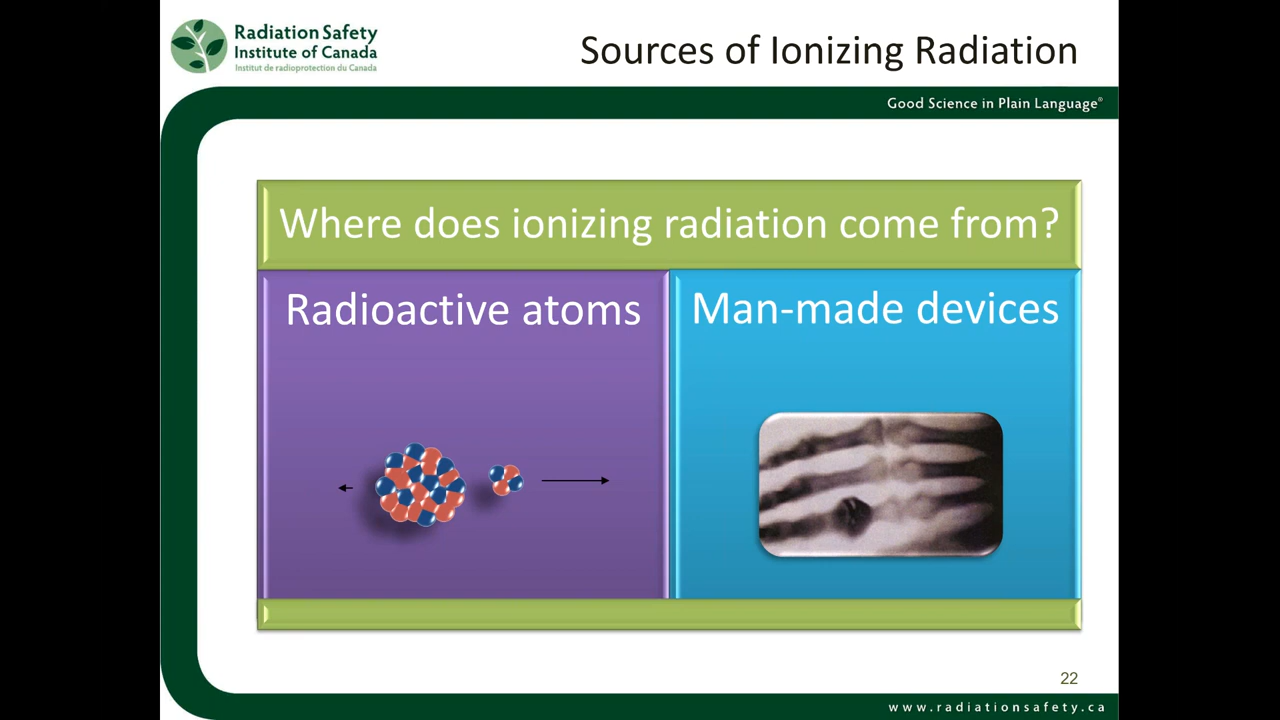 Radiation Safety
Institute of Canada
Institut de radioprotection du Canada
Sources of Ionizing Radiation
Good Science in Plain Language®
Where does ionizing radiation come from?
Radioactive atoms
Man-made devices
22
www.radiationsafety.ca